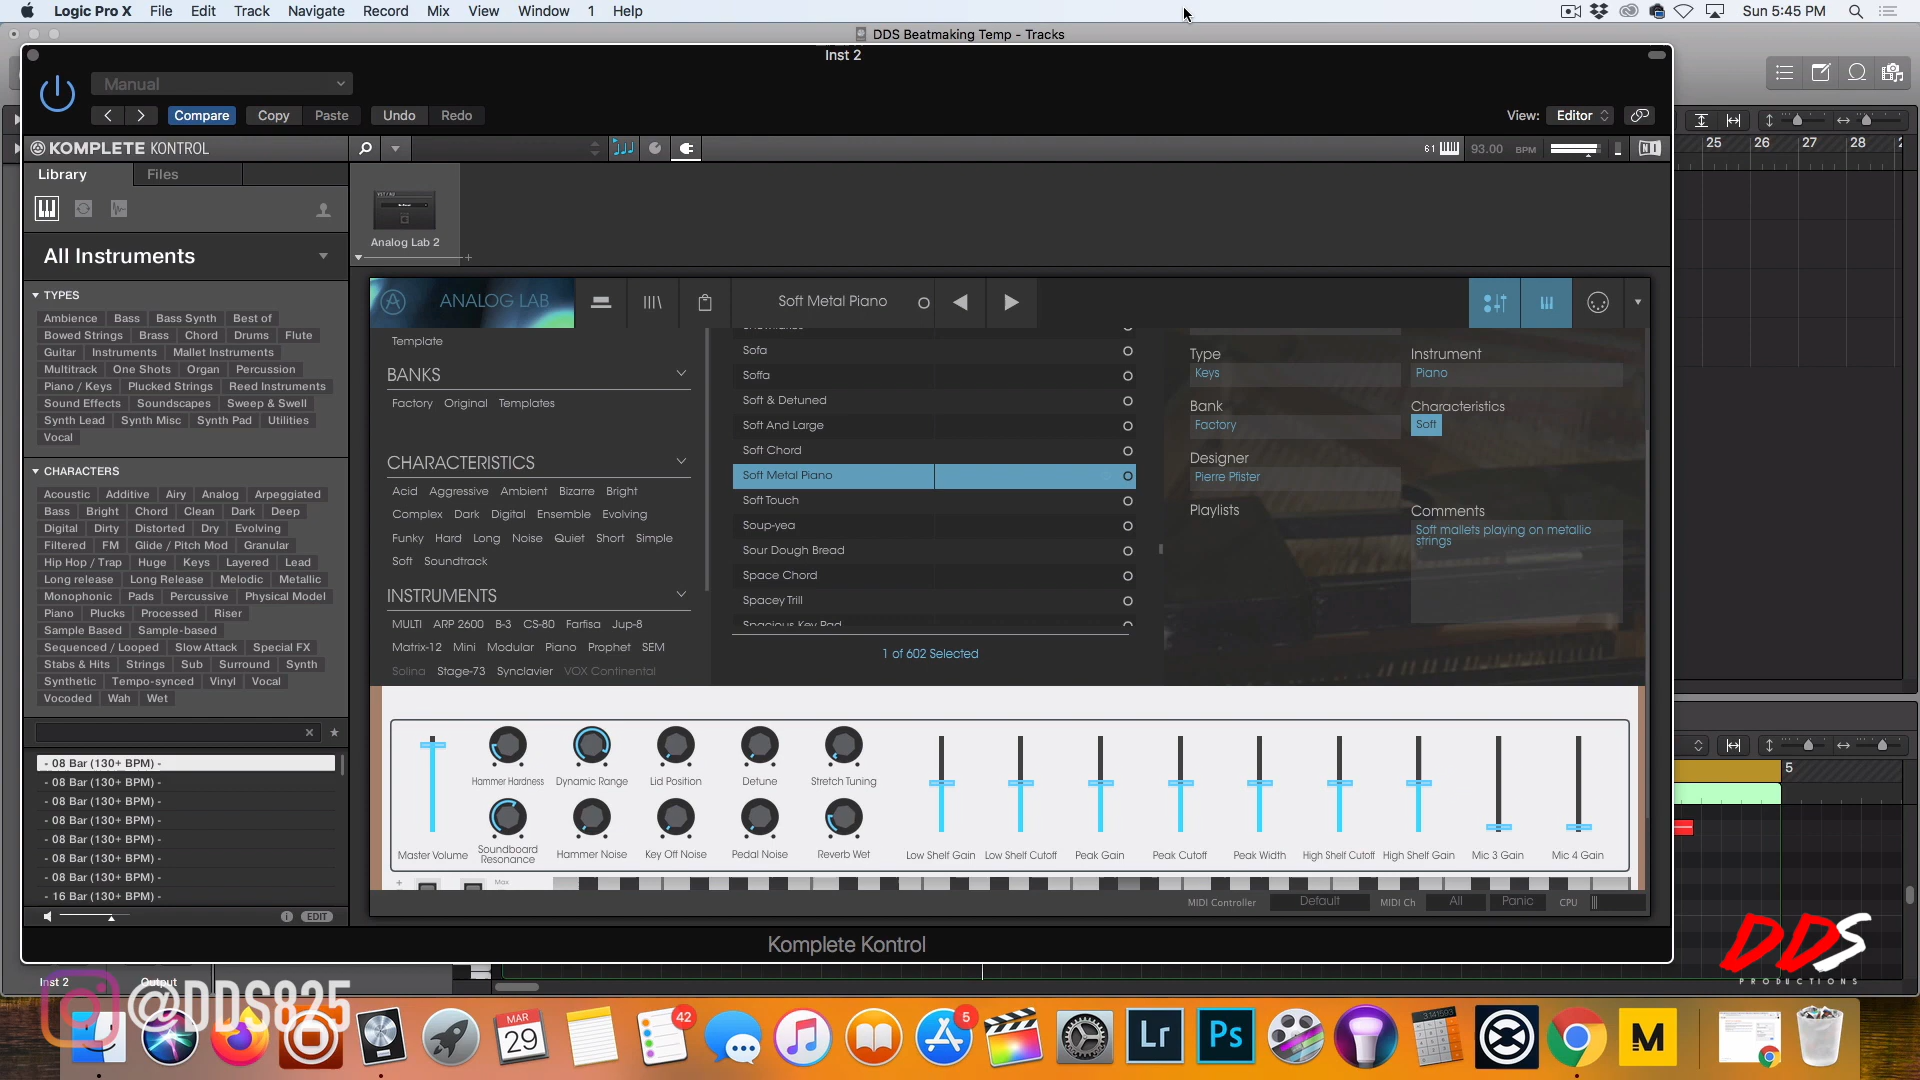 Logic Pro X File Edit Track Navigate Record Mix View Window 1 Help Sun 5:45 PM
DDS Beatmaking Temp - Tracks
Inst 2
Manual
Compare Copy Paste Undo Redo View: Editor
KOMPLETE KONTROL 61 93.00 BPM
25 26 27 28
Library Files
Analog Lab 2
All Instruments
TYPES
Ambience Bass Bass Synth Best of
Bowed Strings Brass Chord Drums Flute
Guitar Instruments Mallet Instruments
Multitrack One Shots Organ Percussion
Piano / Keys Plucked Strings Reed Instruments
Sound Effects Soundscapes Sweep & Swell
Synth Lead Synth Misc Synth Pad Utilities
Vocal
CHARACTERS
Acoustic Additive Airy Analog Arpeggiated
Bass Bright Chord Clean Dark Deep
Digital Dirty Distorted Dry Evolving
Filtered FM Glide / Pitch Mod Granular
Hip Hop / Trap Huge Keys Layered Lead
Long release Long Release Melodic Metallic
Monophonic Pads Percussive Physical Model
Piano Plucks Processed Riser
Sample Based Sample-based
Sequenced / Looped Slow Attack Special FX
Stabs & Hits Strings Sub Surround Synth
Synthetic Tempo-synced Vinyl Vocal
Vocoded Wah Wet
- 08 Bar (130+ BPM) -
- 08 Bar (130+ BPM) -
- 08 Bar (130+ BPM) -
- 08 Bar (130+ BPM) -
- 08 Bar (130+ BPM) -
- 08 Bar (130+ BPM) -
- 08 Bar (130+ BPM) -
- 16 Bar (130+ BPM) -
EDIT
ANALOG LAB Soft Metal Piano
Template
BANKS
Factory Original Templates
CHARACTERISTICS
Acid Aggressive Ambient Bizarre Bright
Complex Dark Digital Ensemble Evolving
Funky Hard Long Noise Quiet Short Simple
Soft Soundtrack
INSTRUMENTS
MULTI ARP 2600 B-3 CS-80 Farfisa Jup-8
Matrix-12 Mini Modular Piano Prophet SEM
Solina Stage-73 Synclavier VOX Continental
Sofa
Soffa
Soft & Detuned
Soft And Large
Soft Chord
Soft Metal Piano
Soft Touch
Soup-yea
Sour Dough Bread
Space Chord
Spacey Trill
Spacious Key Pad
1 of 602 Selected
Type Instrument
Keys Piano
Bank Characteristics
Factory Soft
Designer
Pierre Pfister
Playlists Comments
Soft mallets playing on metallic
strings
Hammer Hardness Dynamic Range Lid Position Detune Stretch Tuning
Master Volume Soundboard Resonance Hammer Noise Key Off Noise Pedal Noise Reverb Wet Low Shelf Gain Low Shelf Cutoff Peak Gain Peak Cutoff Peak Width High Shelf Cutoff High Shelf Gain Mic 3 Gain Mic 4 Gain
Max
MIDI Controller Default MIDI Ch All Panic CPU
Komplete Kontrol
5
Inst 2 Output
@DDS825
DDS
PRODUCTIONS
MAR
29
42
5
Lr Ps
3.141593
M